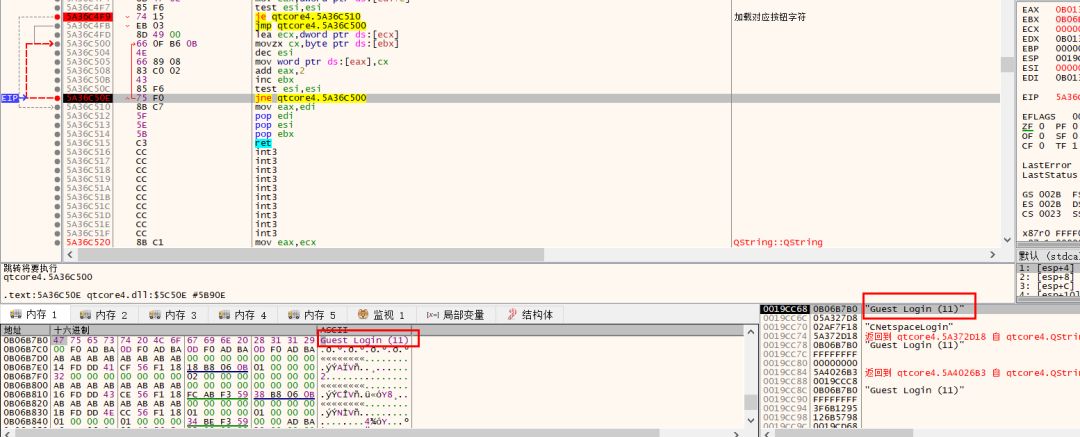 5A36C4F7 85 F6 test esi,esi
5A36C4F9 74 15 je qtcore4.5A36C510 加载对应按钮字符
5A36C4FB EB 03 jmp qtcore4.5A36C500
8D 49 00 lea ecx,dword ptr ds:[ecx]
5A36C500 66 0F B6 0B movzx cx,byte ptr ds:[ebx]
5A36C504 4E dec esi
5A36C505 66 89 08 mov word ptr ds:[eax],cx
5A36C508 83 C0 02 add eax,2
5A36C50B 43 inc ebx
5A36C50C 85 F6 test esi,esi
EIP 5A36C50E 75 F0 jne qtcore4.5A36C500
5A36C510 8B C7 mov eax,edi
5A36C512 5F pop edi
5A36C513 5E pop esi
5A36C514 5B pop ebx
5A36C515 C3 ret
5A36C516 CC int3
5A36C517 CC int3
5A36C518 CC int3
5A36C519 CC int3
5A36C51A CC int3
5A36C51B CC int3
5A36C51C CC int3
5A36C51D CC int3
5A36C51E CC int3
5A36C51F CC int3
5A36C520 8B C1 mov eax,ecx QString::QString
EAX 0B01
EBX 0B06
ECX 0000
EDX 0B01
EBP 0000
ESP 0019
ESI 0000
EDI 0B01
EIP 5A36
EFLAGS 00
ZF 0 PF 0
OF 0 SF 0
CF 0 TF 1
LastError
LastStatus
GS 002B FS
ES 002B DS
CS 0023 SS
x87r0 FFFF0
默认 (stdcal
1: [esp+4]
2: [esp+8]
3: [esp+C]
4: [esp+10]
跳转将要执行
qtcore4.5A36C500
.text:5A36C50E qtcore4.dll:$5C50E #5B90E
内存 1 内存 2 内存 3 内存 4 内存 5 监视 1 [x=] 局部变量 结构体
地址 十六进制 ASCII
0B06B7B0 47 75 65 73 74 20 4C 6F 67 69 6E 20 28 31 31 29 Guest Login (11)
0B06B7C0 00 F0 AD BA 0D F0 AD BA 0D F0 AD BA 0D F0 AD BA
0B06B7D0 AB AB AB AB AB AB AB AB 00 00 00 00 00 00 00 00
0B06B7E0 14 FD DD 41 CF 56 F1 18 18 B8 06 0B 01 00 00 00
0B06B7F0 32 00 00 00 00 00 00 00 02 00 00 00 00 00 00 00
0B06B800 AB AB AB AB AB AB AB AB 00 00 00 00 00 00 00 00
0B06B810 16 FD DD 43 CE 56 F1 18 FC AB F3 59 38 B8 06 0B
0B06B820 AB AB AB AB AB AB AB AB 00 00 00 00 00 00 00 00
0B06B830 1B FD DD 4E CC 56 F1 18 01 00 00 00 01 00 00 00
0B06B840 01 00 00 00 01 00 00 00 34 BE F3 59 00 00 AD BA
0019CC68 0B06B7B0 "Guest Login (11)"
0019CC6C 05A327D8
0019CC70 02AF7F18 "CNetspaceLogin"
0019CC74 5A372D18 返回到 qtcore4.5A372D18 自 qtcore4.QStrin
0019CC78 0B06B7B0 "Guest Login (11)"
0019CC7C FFFFFFFF
0019CC80 00000000
0019CC84 5A4026B3 返回到 qtcore4.5A4026B3 自 qtcore4.QStrin
0019CC88 0019CCC8
0019CC8C 0B06B7B0 "Guest Login (11)"
0019CC90 FFFFFFFF
0019CC94 3F6B1295
0019CC98 126B5798
0019CC9C 0019CD68